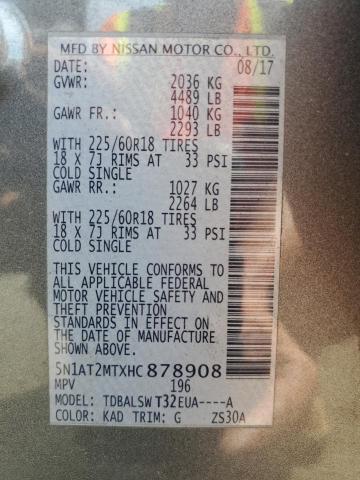 MFD BY NISSAN MOTOR CO., LTD.
DATE: 08/17
GVWR: 2036 KG
4489 LB
GAWR FR.: 1040 KG
2293 LB
WITH 225/60R18 TIRES
18 X 7J RIMS AT 33 PSI
COLD SINGLE
GAWR RR.: 1027 KG
2264 LB
WITH 225/60R18 TIRES
18 X 7J RIMS AT 33 PSI
COLD SINGLE
THIS VEHICLE CONFORMS TO
ALL APPLICABLE FEDERAL
MOTOR VEHICLE SAFETY AND
THEFT PREVENTION
STANDARDS IN EFFECT ON
THE DATE OF MANUFACTURE
SHOWN ABOVE.
5N1AT2MTXHC878908
MPV 196
MODEL: TDBALSW T32EUA----A
COLOR: KAD TRIM: G ZS30A